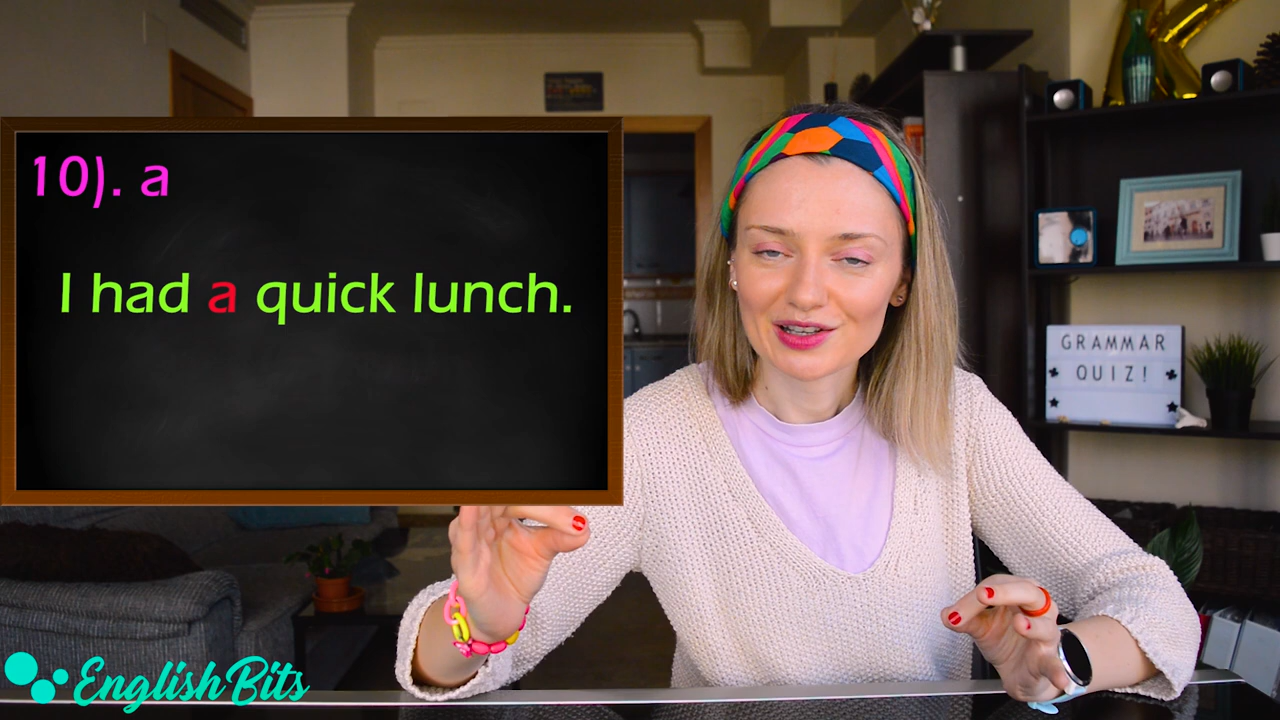 10). a
I had a quick lunch.
GRAMMAR
QUIZ!
EnglishBits